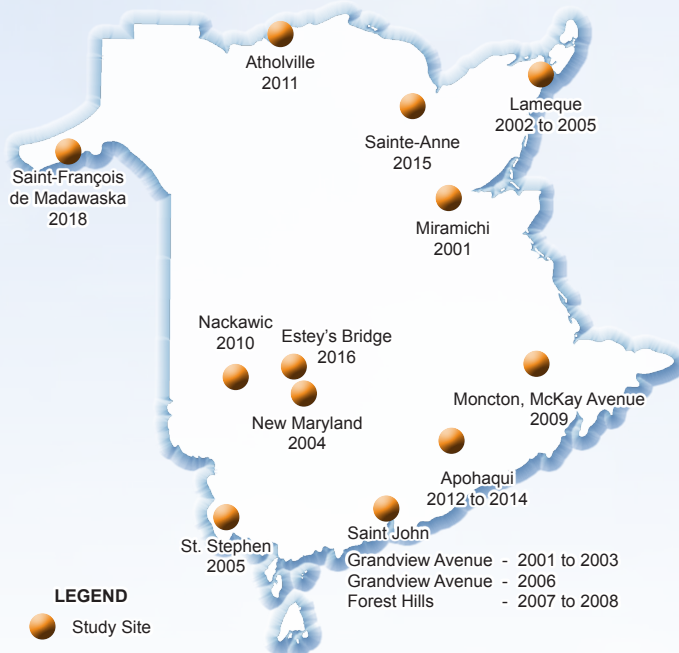 Atholville
2011
Lameque
2002 to 2005
Sainte-Anne
2015
Saint-François
de Madawaska
2018
Miramichi
2001
Nackawic
2010
Estey's Bridge
2016
New Maryland
2004
Moncton, McKay Avenue
2009
Apohaqui
2012 to 2014
St. Stephen
2005
Saint John
Grandview Avenue - 2001 to 2003
Grandview Avenue - 2006
Forest Hills - 2007 to 2008
LEGEND
Study Site